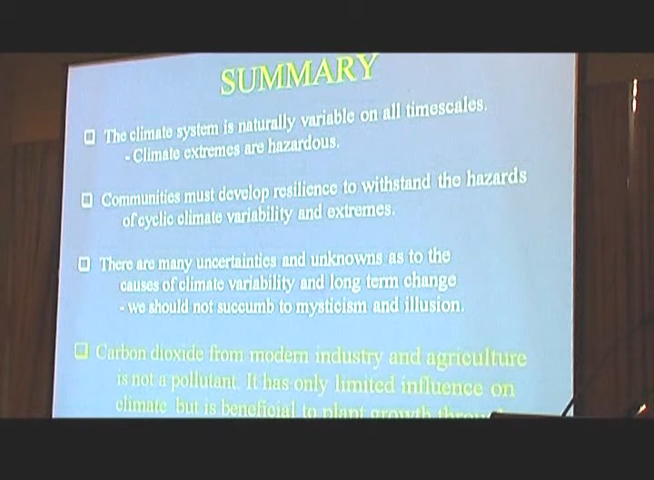 SUMMARY
The climate system is naturally variable on all timescales.
- Climate extremes are hazardous.
Communities must develop resilience to withstand the hazards
of cyclic climate variability and extremes.
There are many uncertainties and unknowns as to the
causes of climate variability and long term change
- we should not succumb to mysticism and illusion.
Carbon dioxide from modern industry and agriculture
is not a pollutant. It has only limited influence on
climate but is beneficial to plant growth